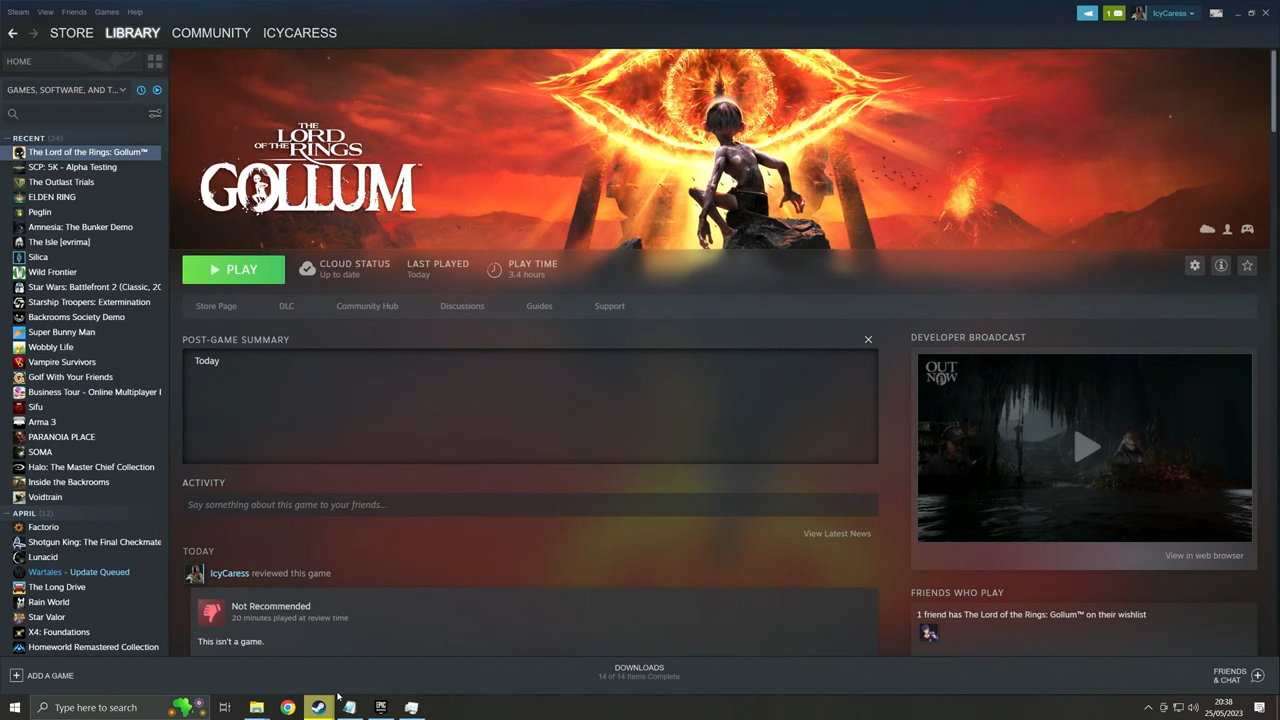 Steam View Friends Games Help
1
IcyCaress
STORE LIBRARY COMMUNITY ICYCARESS
HOME
GAMES, SOFTWARE, AND T...
RECENT (24)
The Lord of the Rings: Gollum™
SCP: 5K - Alpha Testing
The Outlast Trials
ELDEN RING
Peglin
Amnesia: The Bunker Demo
The Isle [evrima]
Silica
Wild Frontier
Star Wars: Battlefront 2 (Classic, 20
Starship Troopers: Extermination
Backrooms Society Demo
Super Bunny Man
Wobbly Life
Vampire Survivors
Golf With Your Friends
Business Tour - Online Multiplayer
Sifu
Arma 3
PARANOIA PLACE
SOMA
Halo: The Master Chief Collection
Inside the Backrooms
Voidtrain
APRIL (12)
Factorio
Shotgun King: The Final Checkmate
Lunacid
Wartales - Update Queued
The Long Drive
Rain World
Star Valor
X4: Foundations
Homeworld Remastered Collection
ADD A GAME
THE
LORD
OF THE RINGS
GOLLUM™
PLAY
CLOUD STATUS
Up to date
LAST PLAYED
Today
PLAY TIME
3.4 hours
Store Page DLC Community Hub Discussions Guides Support
POST-GAME SUMMARY
Today
ACTIVITY
Say something about this game to your friends...
View Latest News
TODAY
IcyCaress reviewed this game
Not Recommended
20 minutes played at review time
This isn't a game.
DEVELOPER BROADCAST
OUT
NOW
View in web browser
FRIENDS WHO PLAY
1 friend has The Lord of the Rings: Gollum™ on their wishlist
DOWNLOADS
14 of 14 Items Complete
FRIENDS
& CHAT
Type here to search
EPIC
20:38
25/05/2023